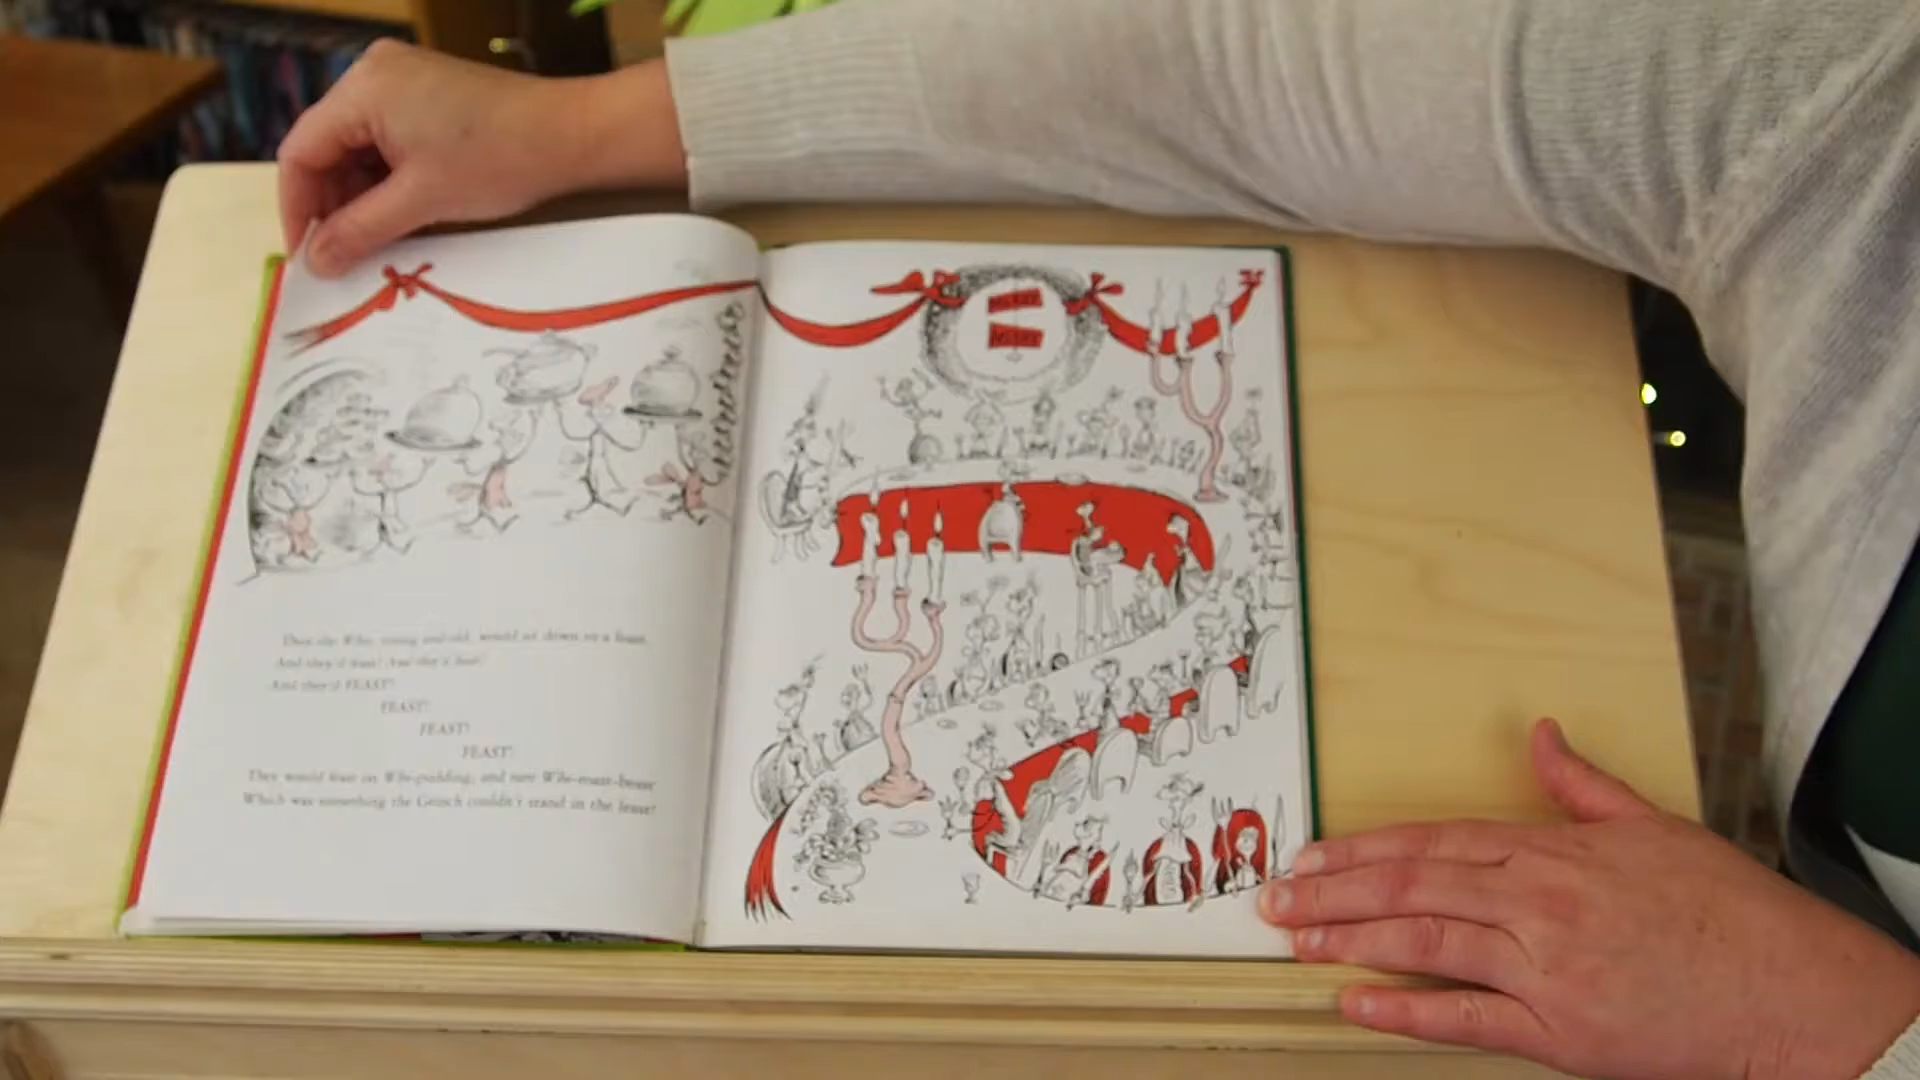 Then the Whos, young and old, would sit down to a feast.
And they'd feast! And they'd feast!
And they'd FEAST!
FEAST!
FEAST!
FEAST!
They would feast on Who-pudding, and rare Who-roast-beast
Which was something the Grinch couldn't stand in the least!